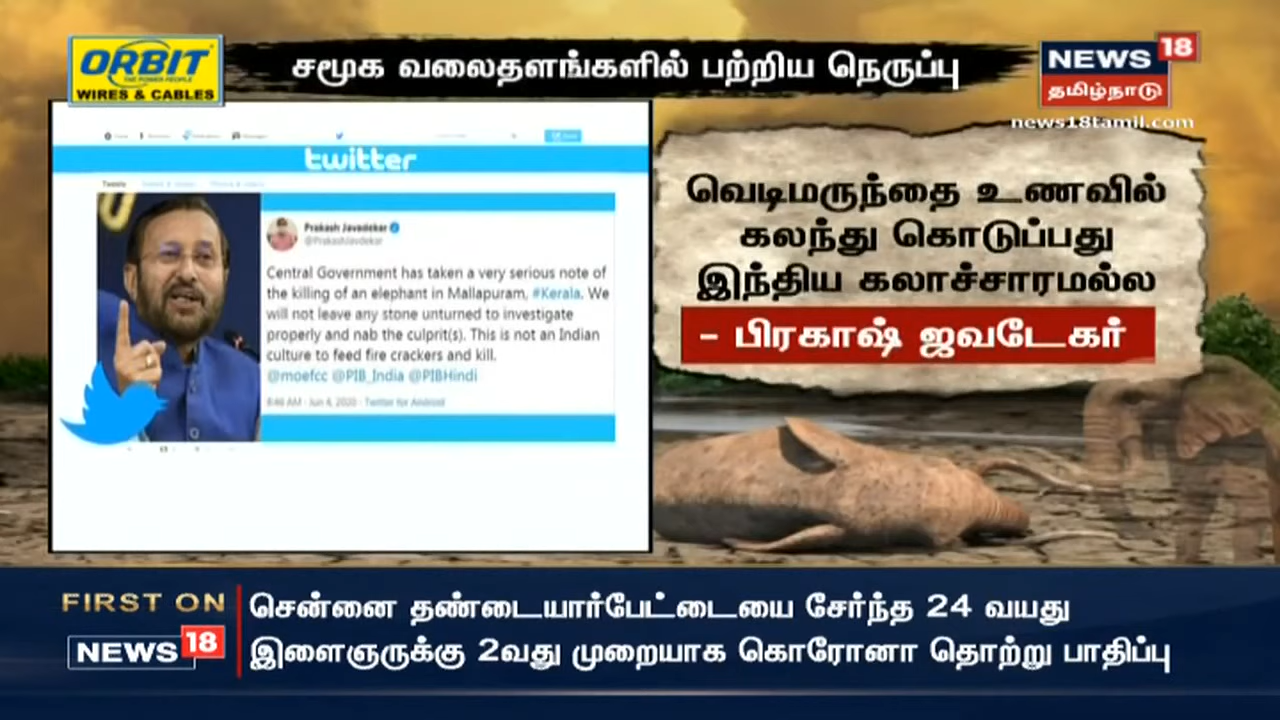 ORBIT
THE POWER PEOPLE
WIRES & CABLES
சமூக வலைதளங்களில் பற்றிய நெருப்பு
NEWS 18
தமிழ்நாடு
news18tamil.com
twitter
Tweets
Prakash Javadekar
@PrakashJavdekar
Central Government has taken a very serious note of
the killing of an elephant in Mallapuram, #Kerala. We
will not leave any stone unturned to investigate
properly and nab the culprit(s). This is not an Indian
culture to feed fire crackers and kill.
@moefcc @PIB_India @PIBHindi
8:46 AM · Jun 4, 2020 · Twitter for Android
வெடிமருந்தை உணவில்
கலந்து கொடுப்பது
இந்திய கலாச்சாரமல்ல
- பிரகாஷ் ஜவடேகர்
FIRST ON
NEWS 18
சென்னை தண்டையார்பேட்டையை சேர்ந்த 24 வயது
இளைஞருக்கு 2வது முறையாக கொரோனா தொற்று பாதிப்பு